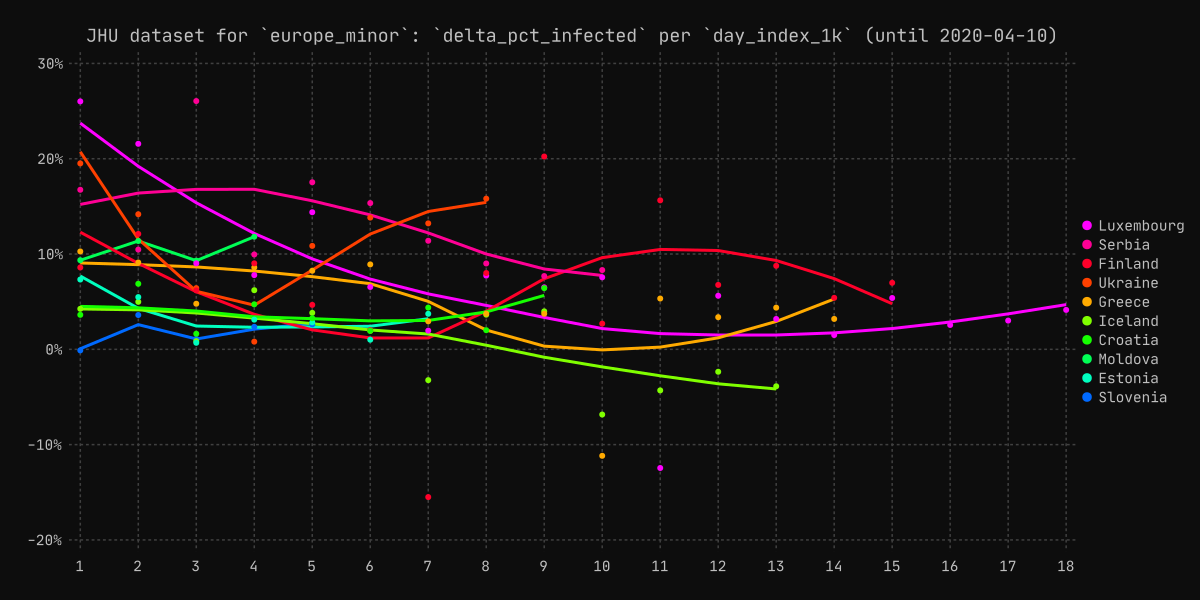 JHU dataset for `europe_minor`: `delta_pct_infected` per `day_index_1k` (until 2020-04-10)
30%
20%
10%
0%
-10%
-20%
1 2 3 4 5 6 7 8 9 10 11 12 13 14 15 16 17 18
Luxembourg
Serbia
Finland
Ukraine
Greece
Iceland
Croatia
Moldova
Estonia
Slovenia